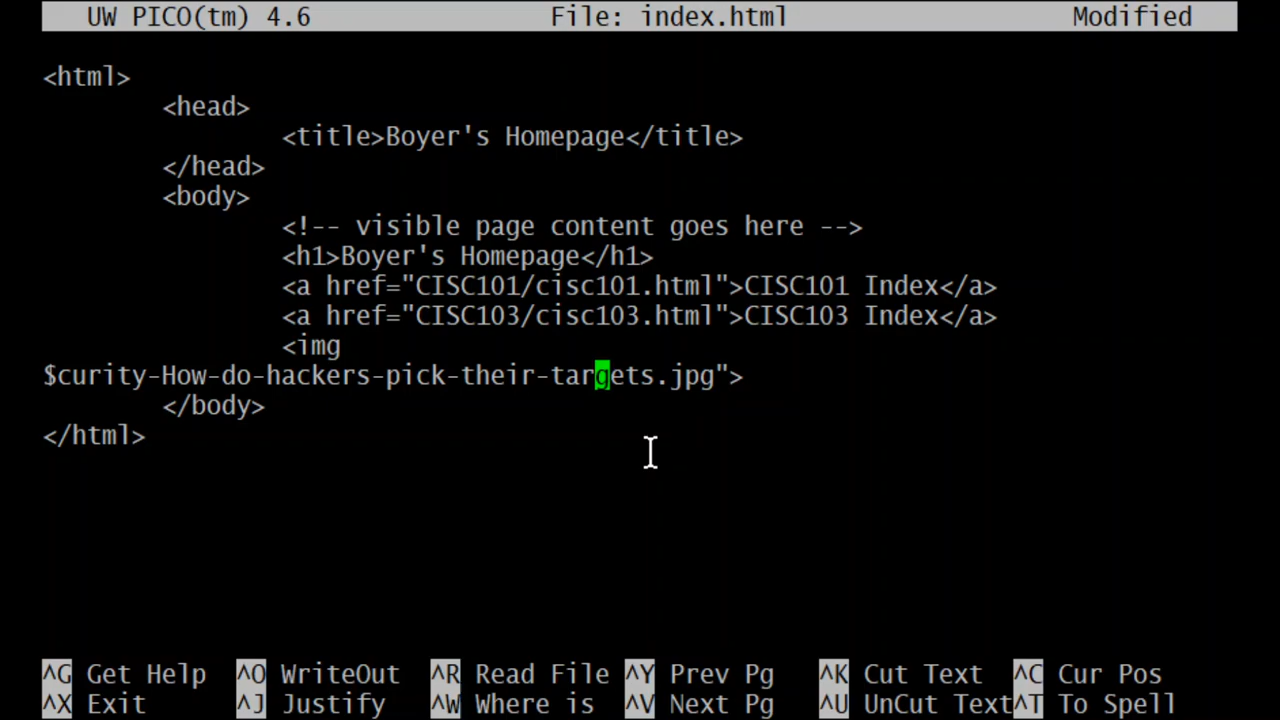 UW PICO(tm) 4.6 File: index.html Modified
<html>
<head>
<title>Boyer's Homepage</title>
</head>
<body>
<!-- visible page content goes here -->
<h1>Boyer's Homepage</h1>
<a href="CISC101/cisc101.html">CISC101 Index</a>
<a href="CISC103/cisc103.html">CISC103 Index</a>
<img
$curity-How-do-hackers-pick-their-targets.jpg">
</body>
</html>
^G Get Help ^O WriteOut ^R Read File ^Y Prev Pg ^K Cut Text ^C Cur Pos
^X Exit ^J Justify ^W Where is ^V Next Pg ^U UnCut Text ^T To Spell